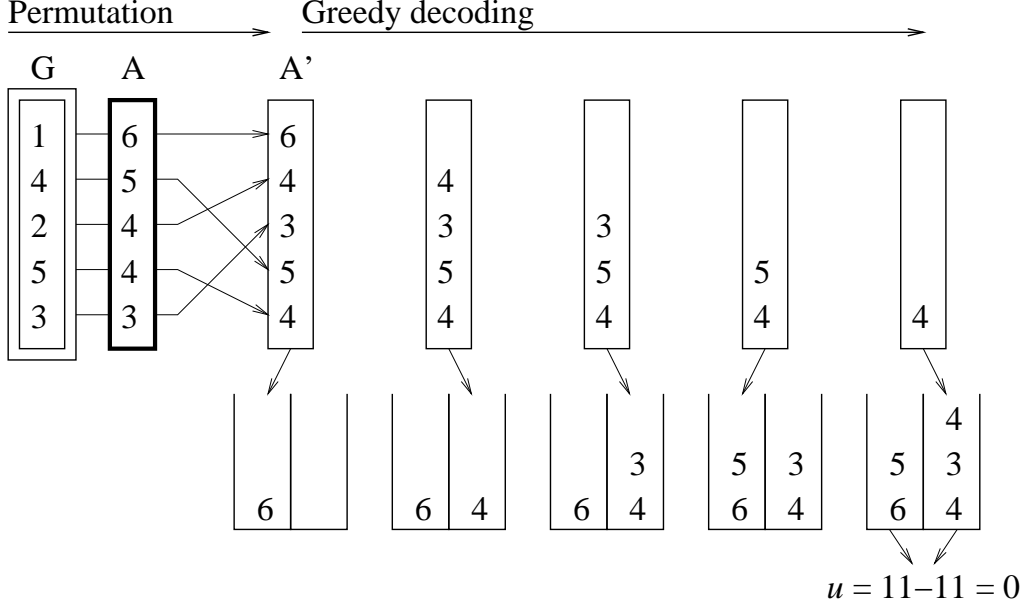 Permutation Greedy decoding
G A A’
1 6 6
4 5 4 4
2 4 3 3 3
5 4 5 5 5 5
3 3 4 4 4 4 4
4
3 5 3 5 3
6 6 4 6 4 6 4 6 4
u = 11–11 = 0